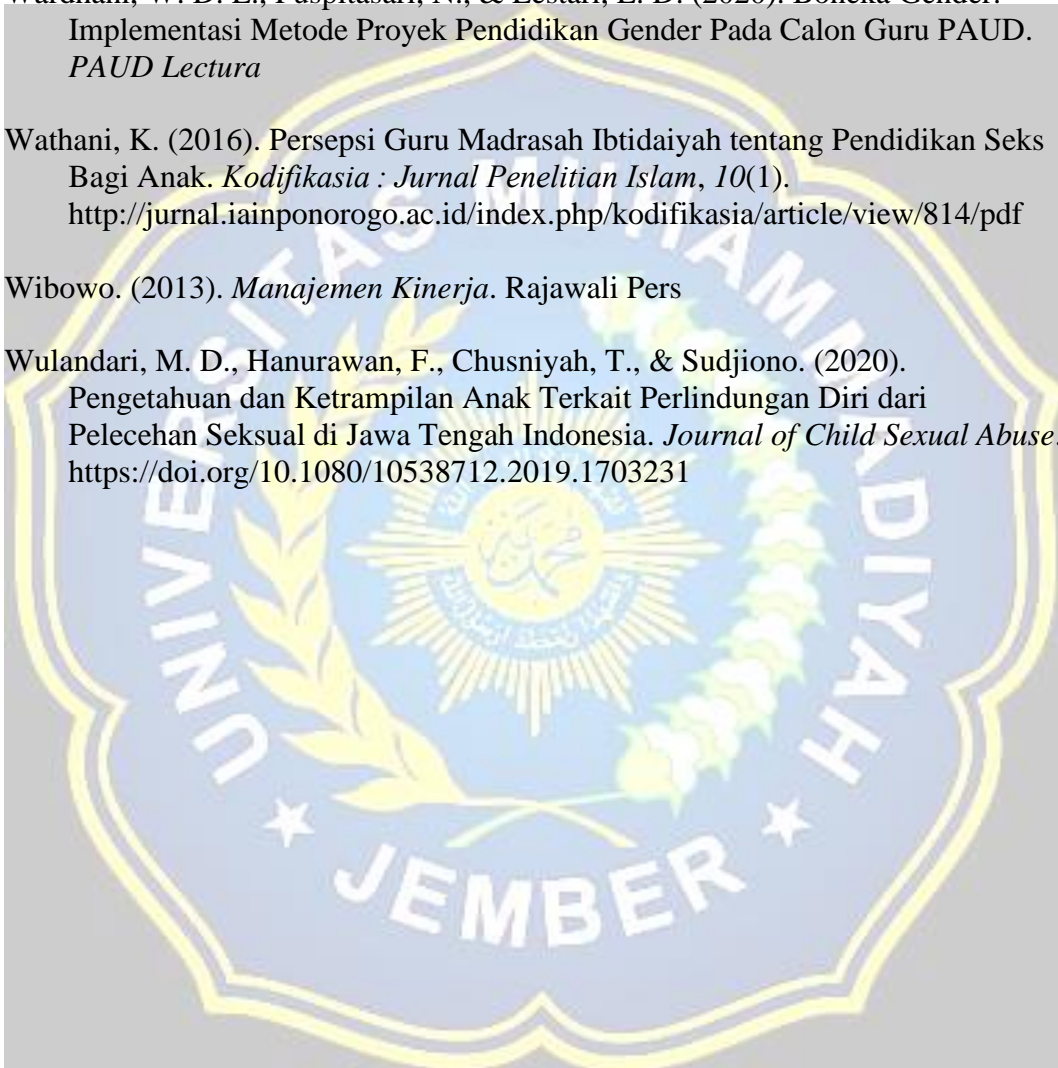 Implementasi Metode Proyek Pendidikan Gender Pada Calon Guru PAUD.
PAUD Lectura
Wathani, K. (2016). Persepsi Guru Madrasah Ibtidaiyah tentang Pendidikan Seks
Bagi Anak. Kodifikasia : Jurnal Penelitian Islam, 10(1).
http://jurnal.iainponorogo.ac.id/index.php/kodifikasia/article/view/814/pdf
Wibowo. (2013). Manajemen Kinerja. Rajawali Pers
Wulandari, M. D., Hanurawan, F., Chusniyah, T., & Sudjiono. (2020).
Pengetahuan dan Ketrampilan Anak Terkait Perlindungan Diri dari
Pelecehan Seksual di Jawa Tengah Indonesia. Journal of Child Sexual Abuse.
https://doi.org/10.1080/10538712.2019.1703231
UNIVERSITAS MUHAMMADIYAH
JEMBER